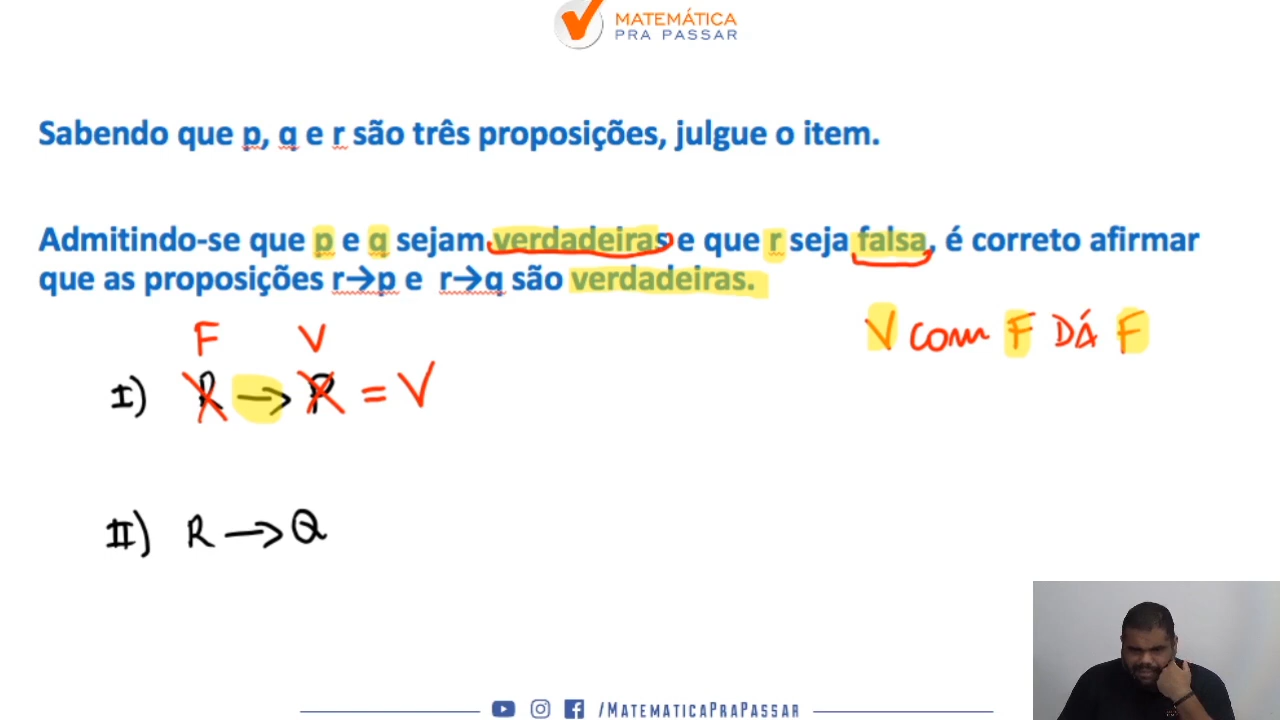 MATEMÁTICA
PRA PASSAR
Sabendo que p, q e r são três proposições, julgue o item.
Admitindo-se que p e q sejam verdadeiras e que r seja falsa, é correto afirmar
que as proposições r→p e r→q são verdadeiras.
V com F DÁ F
F V
I) R → P = V
II) R → Q
/MATEMATICAPRAPASSAR